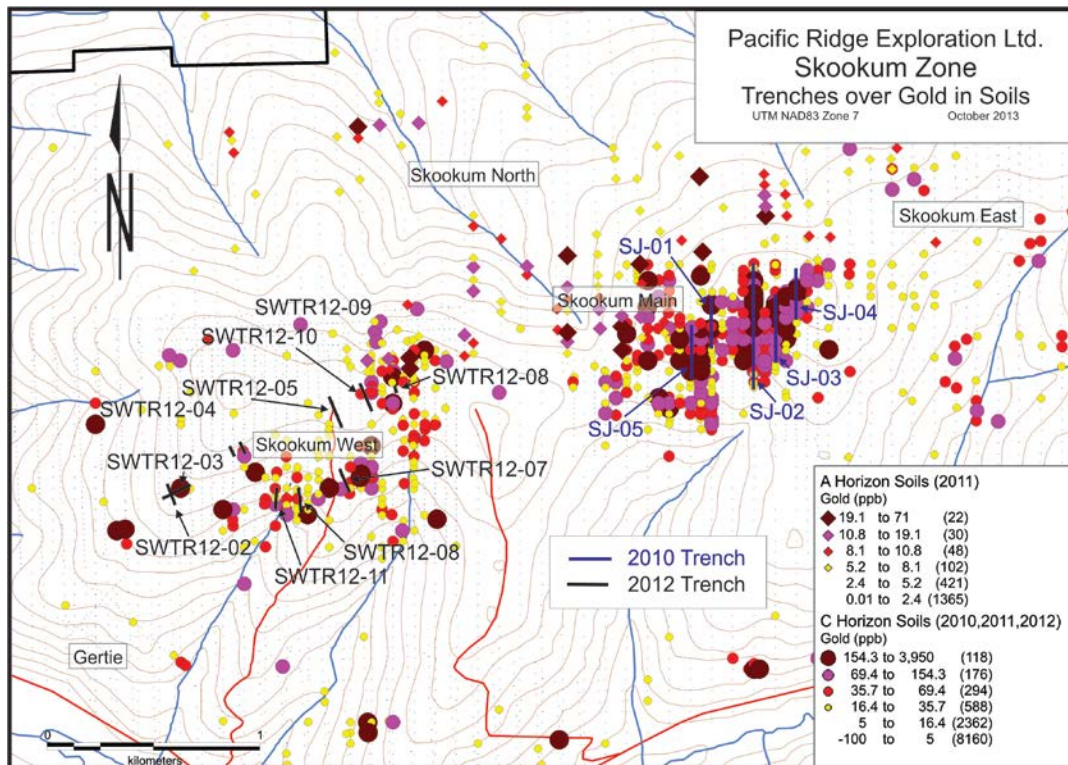 Pacific Ridge Exploration Ltd.
Skookum Zone
Trenches over Gold in Soils
UTM NAD83 Zone 7 October 2013
N
Skookum North
Skookum East
SJ-01
Skookum Main
SJ-04
SWTR12-09
SWTR12-10
SWTR12-05
SWTR12-08
SJ-03
SWTR12-04
SJ-02
SJ-05
Skookum West
SWTR12-03
SWTR12-07
SWTR12-02
SWTR12-08
SWTR12-11
Gertie
2010 Trench
2012 Trench
A Horizon Soils (2011)
Gold (ppb)
19.1 to 71 (22)
10.8 to 19.1 (30)
8.1 to 10.8 (48)
5.2 to 8.1 (102)
2.4 to 5.2 (421)
0.01 to 2.4 (1365)
C Horizon Soils (2010,2011,2012)
Gold (ppb)
154.3 to 3,950 (118)
69.4 to 154.3 (176)
35.7 to 69.4 (294)
16.4 to 35.7 (588)
5 to 16.4 (2362)
-100 to 5 (8160)
0 1
kilometers